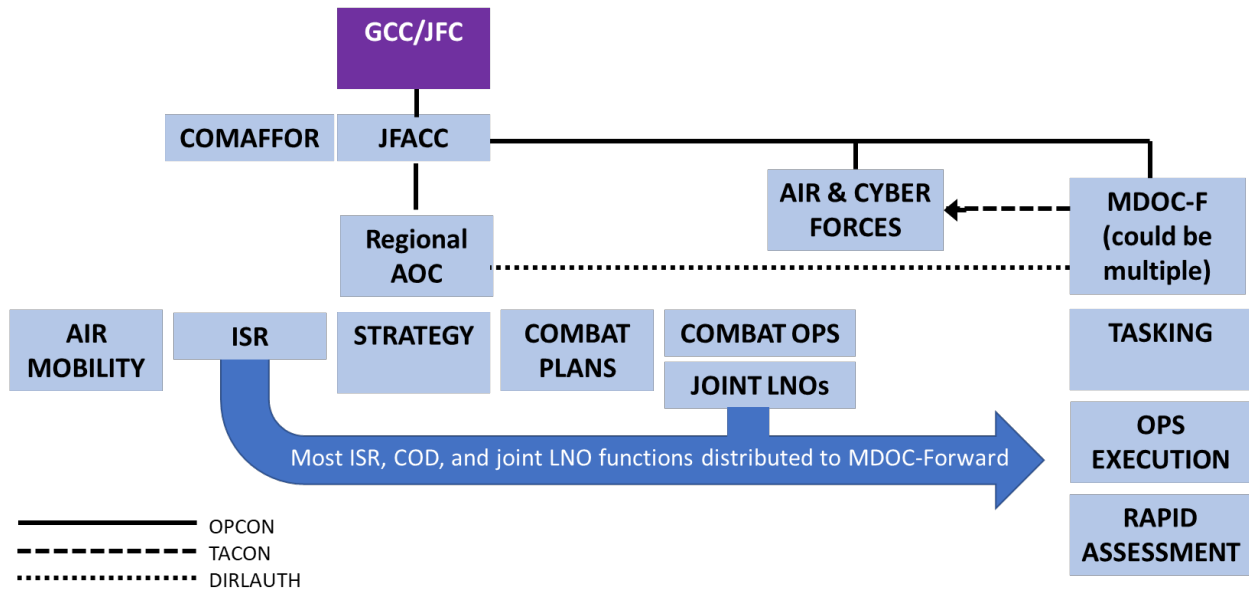 GCC/JFC
COMAFFOR
JFACC
AIR & CYBER
FORCES
MDOC-F
(could be
multiple)
Regional
AOC
AIR
MOBILITY
ISR
STRATEGY
COMBAT
PLANS
COMBAT OPS
JOINT LNOs
TASKING
OPS
EXECUTION
RAPID
ASSESSMENT
Most ISR, COD, and joint LNO functions distributed to MDOC-Forward
OPCON
TACON
DIRLAUTH